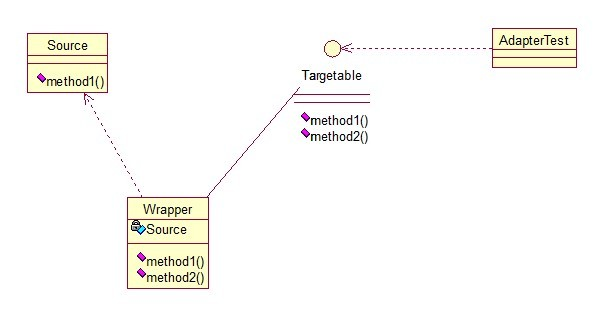 Source
method1()
AdapterTest
Targetable
method1()
method2()
Wrapper
Source
method1()
method2()